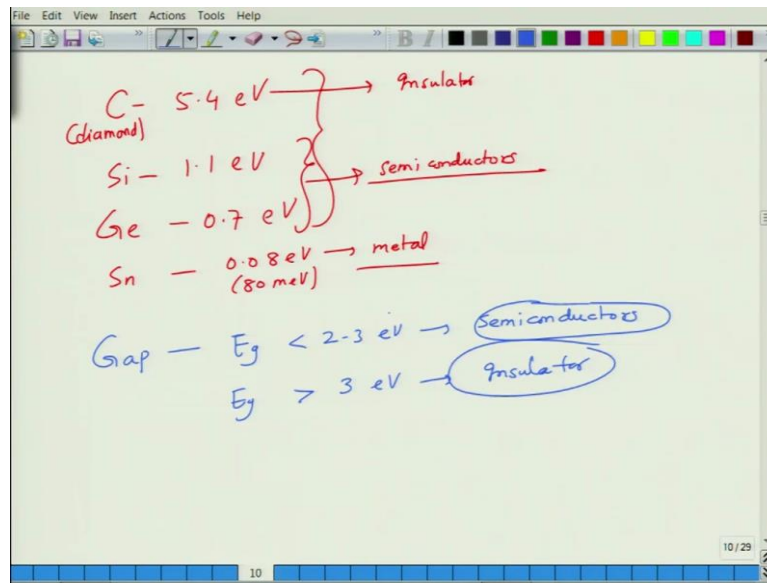 File Edit View Insert Actions Tools Help
B I
C - 5.4 eV → Insulator
(diamond)
Si - 1.1 eV
→ semiconductors
Ge - 0.7 eV
Sn - 0.08 eV → metal
(80 meV)
Gap - Eg < 2-3 eV → Semiconductors
Eg > 3 eV → Insulator
10/29
10